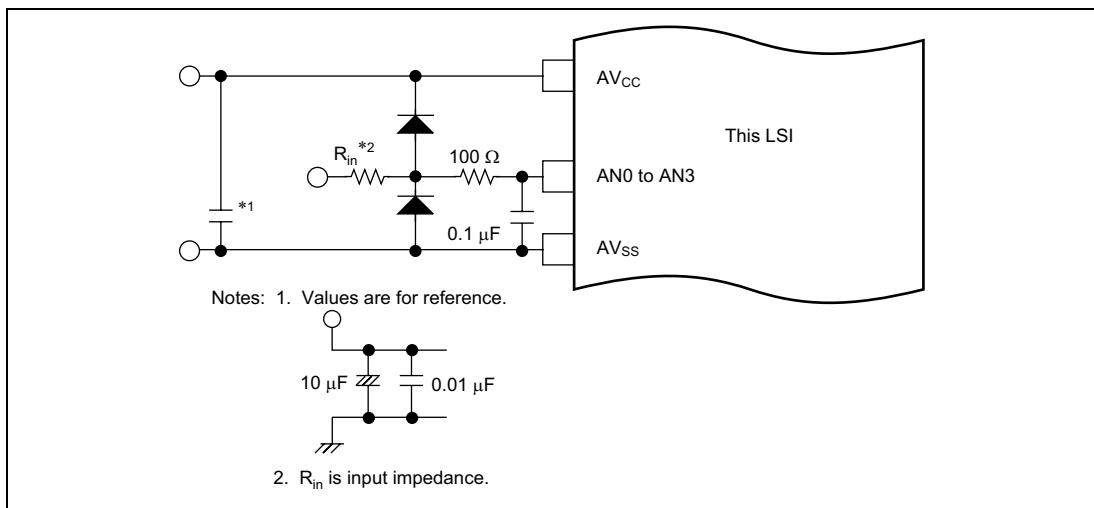 AVCC
This LSI
Rin*2
100 Ω
AN0 to AN3
*1
0.1 μF
AVSS
Notes: 1. Values are for reference.
10 μF
0.01 μF
2. Rin is input impedance.